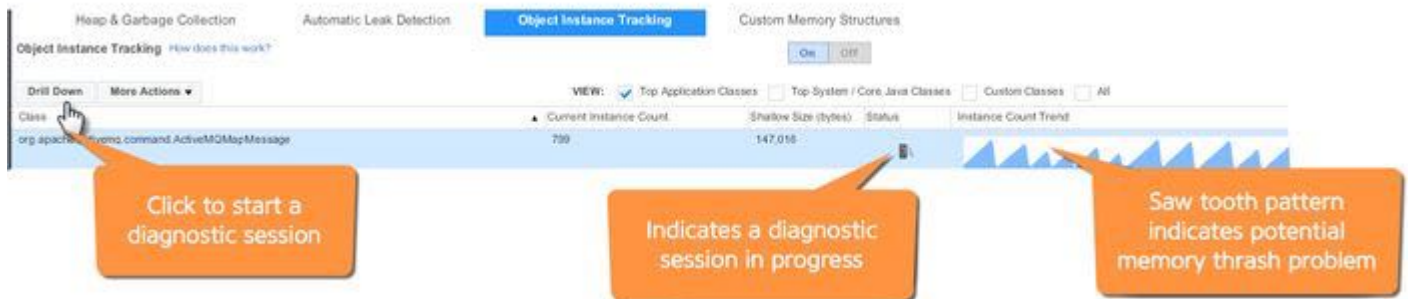 Heap & Garbage Collection Automatic Leak Detection Object Instance Tracking Custom Memory Structures
Object Instance Tracking How does this work? On Off
Drill Down More Actions ▾ VIEW: Top Application Classes Top System / Core Java Classes Custom Classes All
Class ▲ Current Instance Count Shallow Size (bytes) Status Instance Count Trend
org.apache. command.ActiveMQMapMessage 799 147,016
Click to start a
diagnostic session
Indicates a diagnostic
session in progress
Saw tooth pattern
indicates potential
memory thrash problem